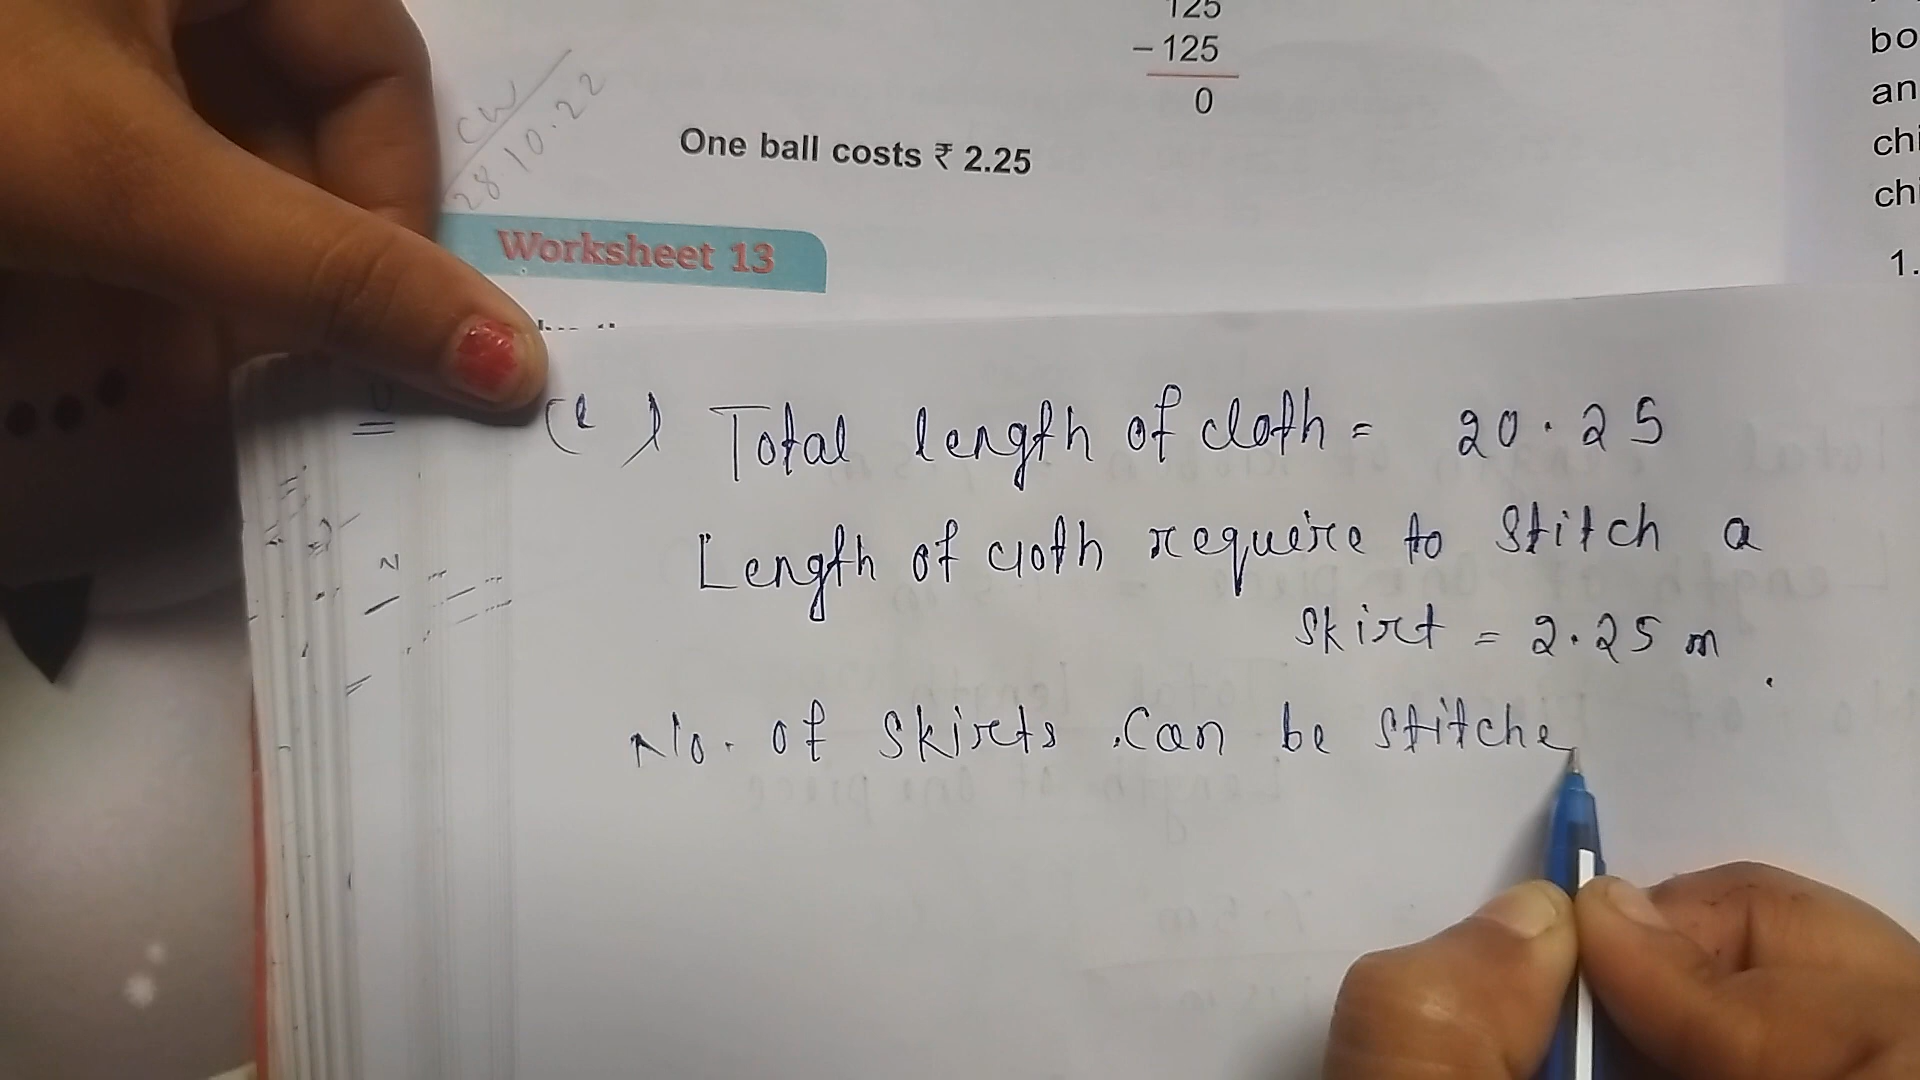 125
– 125
0
CW
28 10.22
One ball costs ₹ 2.25
Worksheet 13
bo
an
chi
chi
1.
(e) Total length of cloth = 20.25
Length of cloth require to stitch a
skirt = 2.25 m
No. of skirts can be stitche